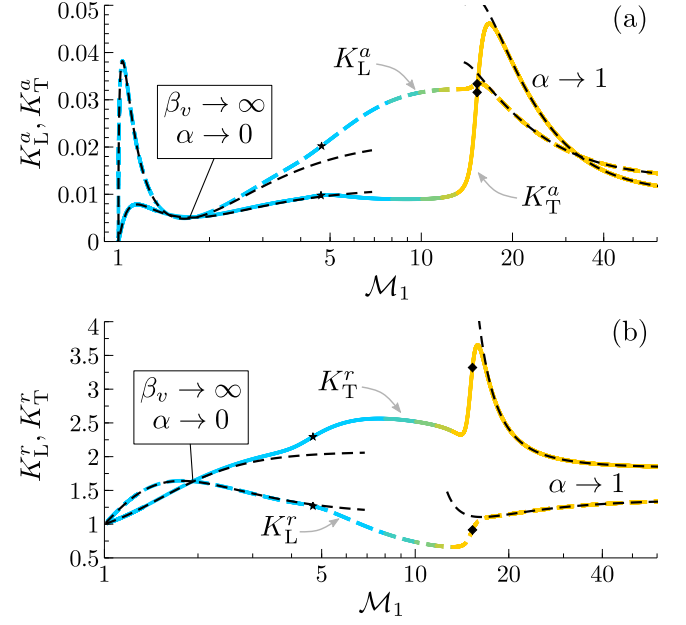 (a)
0.05
0.04
0.03
0.02
0.01
0
K_L^a, K_T^a
K_L^a
β_v → ∞
α → 0
α → 1
K_T^a
1
5
10
20
40
ℳ₁
(b)
4
3.5
3
2.5
2
1.5
1
0.5
K_L^r, K_T^r
K_T^r
β_v → ∞
α → 0
α → 1
K_L^r
1
5
10
20
40
ℳ₁